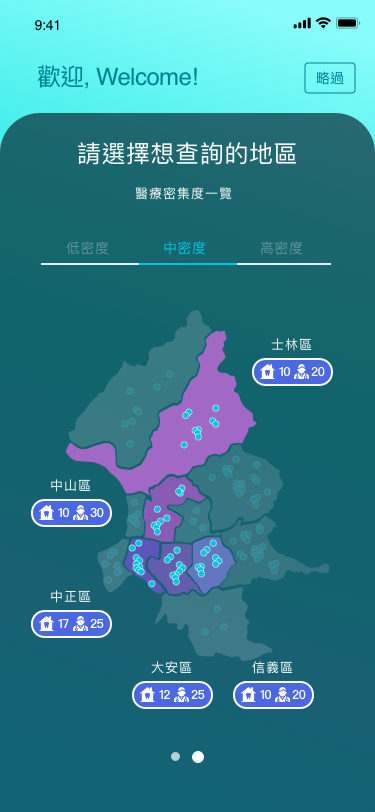 9:41
歡迎, Welcome!
略過
請選擇想查詢的地區
醫療密集度一覽
低密度 中密度 高密度
士林區
10 20
中山區
10 30
中正區
17 25
大安區 信義區
12 25 10 20